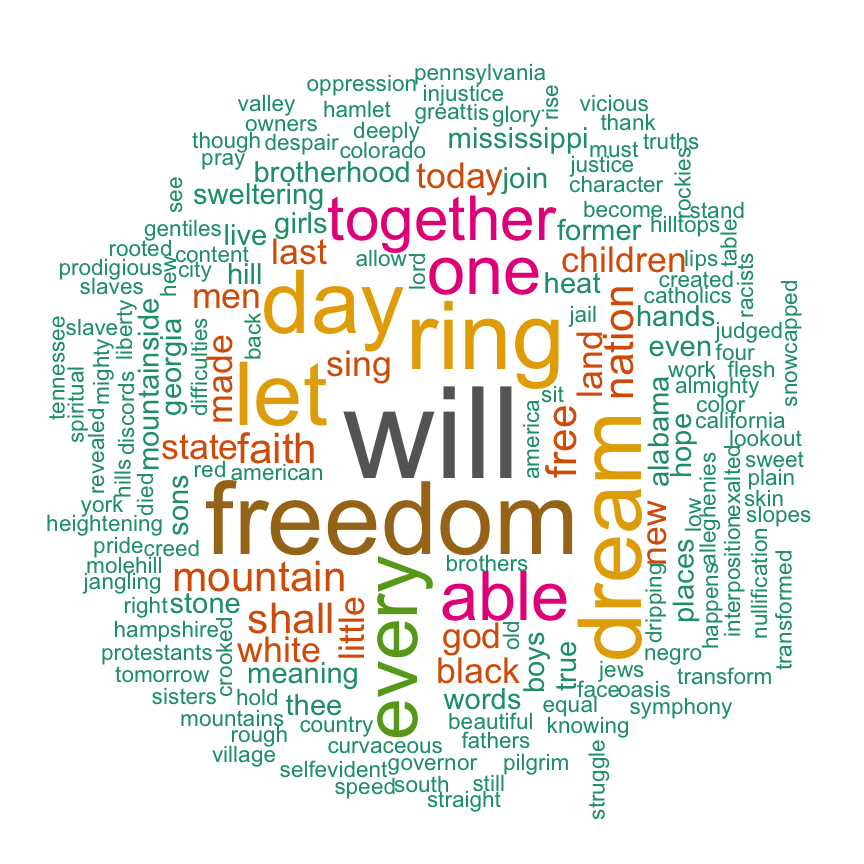 pennsylvania
oppression
injustice
rise
valley
hamlet
greattis
glory
vicious
owners
deeply
thank
though
despair
colorado
mississippi
must
truths
pray
brotherhood
today
join
justice
rockies
see
sweltering
character
together
become
stand
gentiles
live
girls
former
hilltops
rooted
content
last
allow
lord
one
children
lips
table
prodigious
city
hew
hill
day
heat
created
racists
slaves
men
ring
nation
catholics
snowcapped
slave
liberty
mountainside
georgia
difficulties
made
back
sing
jail
land
hands
judged
even
four
tennessee
spiritual
mighty
let
will
sit
work
flesh
almighty
revealed
discords
state
faith
america
free
dream
alabama
hope
color
california
lookout
hills
died
red
american
sweet
york
sons
freedom
new
low
alleghenies
exalted
plain
skin
slopes
heightening
pride
creed
molehill
jangling
mountain
every
brothers
able
dripping
places
happens
interposition
nullification
transformed
right
stone
shall
little
god
old
boys
true
hampshire
crooked
white
black
negro
protestants
tomorrow
meaning
jews
transform
sisters
hold
thee
words
equal
face
oasis
symphony
mountains
country
beautiful
knowing
rough
village
curvaceous
fathers
selfevident
governor
pilgrim
struggle
speed
south
still
straight